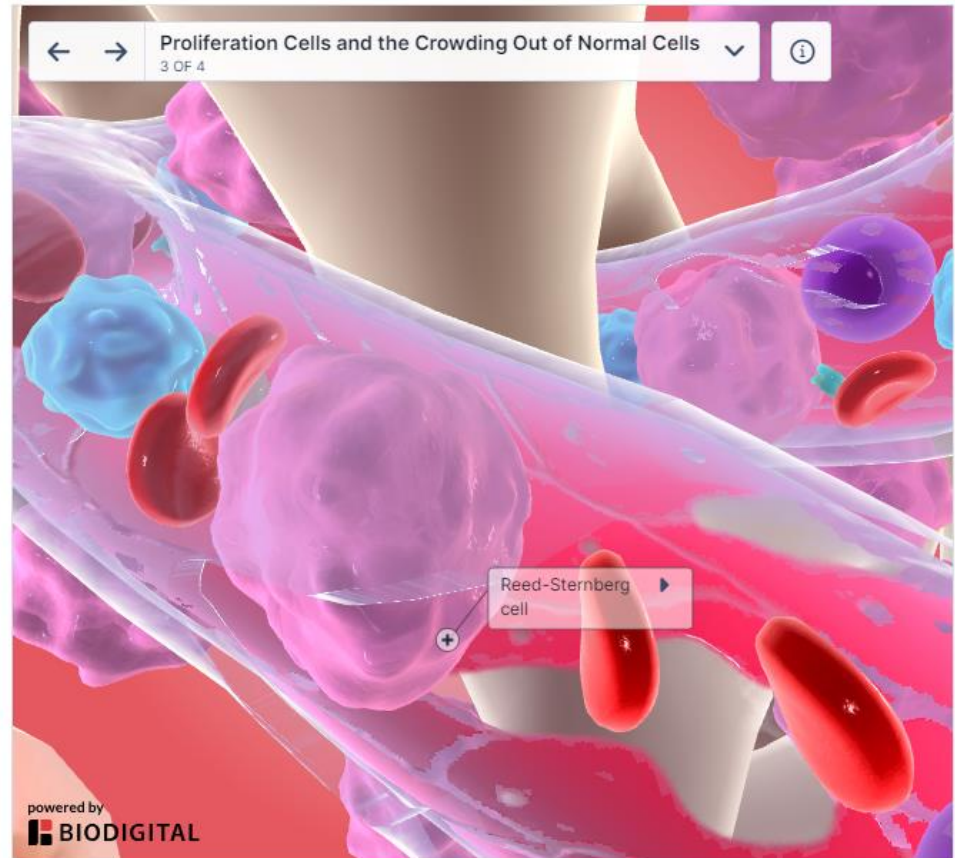 Proliferation Cells and the Crowding Out of Normal Cells
3 OF 4
Reed-Sternberg
cell
powered by
BIODIGITAL